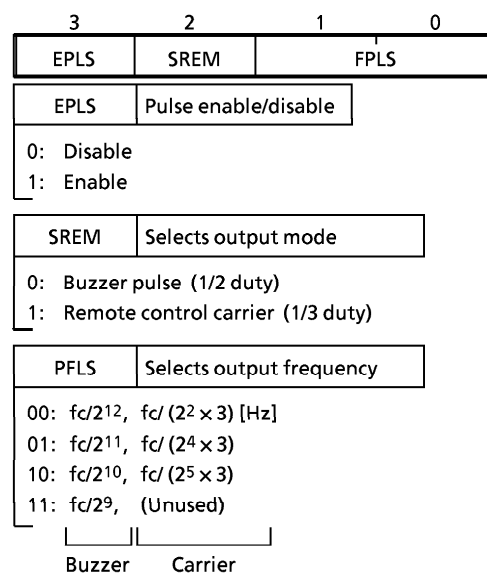 3 2 1 0
EPLS SREM FPLS
EPLS Pulse enable/disable
0: Disable
1: Enable
SREM Selects output mode
0: Buzzer pulse (1/2 duty)
1: Remote control carrier (1/3 duty)
PFLS Selects output frequency
00: fc/2¹², fc/ (2² × 3) [Hz]
01: fc/2¹¹, fc/ (2⁴ × 3)
10: fc/2¹⁰, fc/ (2⁵ × 3)
11: fc/2⁹, (Unused)
Buzzer Carrier